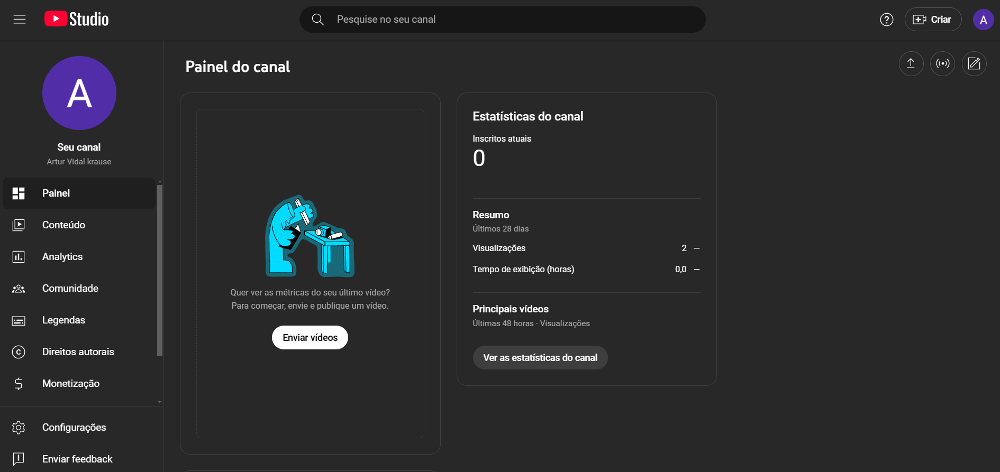 Studio
Pesquise no seu canal
Criar
A
A
Seu canal
Artur Vidal krause
Painel
Conteúdo
Analytics
Comunidade
Legendas
Direitos autorais
Monetização
Configurações
Enviar feedback
Painel do canal
Quer ver as métricas do seu último vídeo?
Para começar, envie e publique um vídeo.
Enviar vídeos
Estatísticas do canal
Inscritos atuais
0
Resumo
Últimos 28 dias
Visualizações 2 —
Tempo de exibição (horas) 0,0 —
Principais vídeos
Últimas 48 horas · Visualizações
Ver as estatísticas do canal